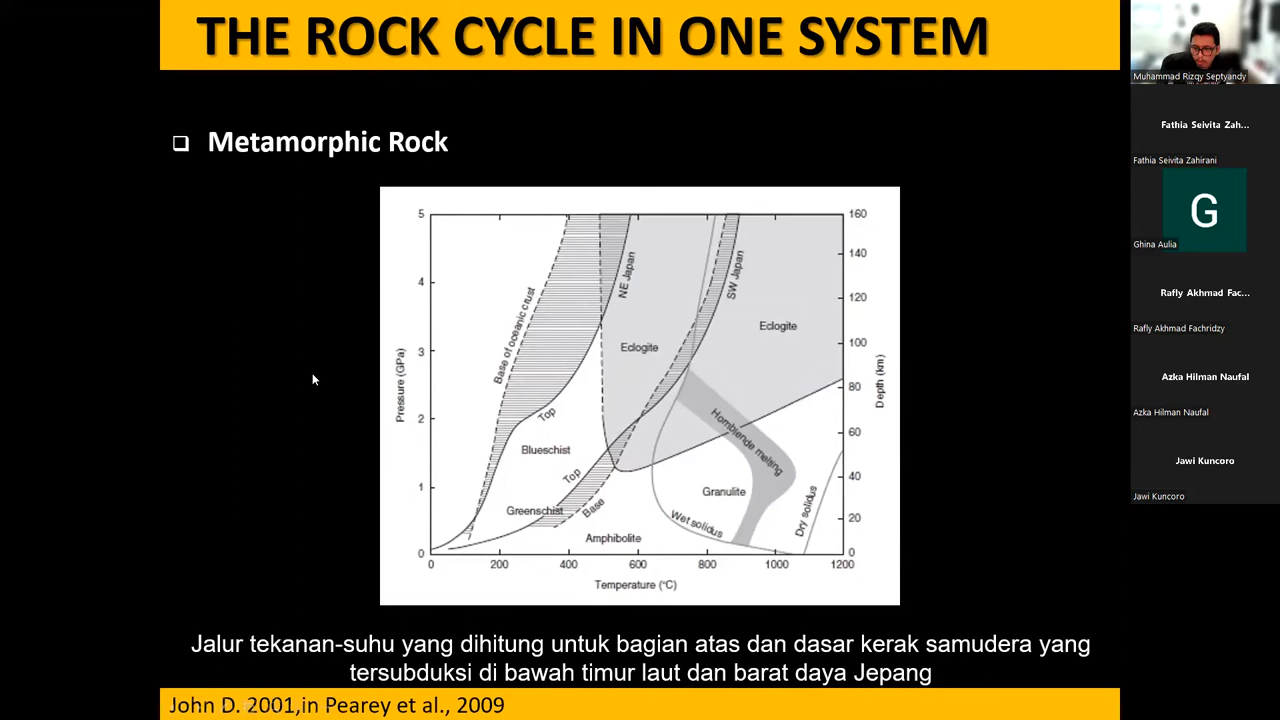 THE ROCK CYCLE IN ONE SYSTEM
Metamorphic Rock
5
4
3
2
1
0
Pressure (GPa)
160
140
120
100
80
60
40
20
0
Depth (km)
0
200
400
600
800
1000
1200
Temperature (°C)
Base of oceanic crust
NE Japan
SW Japan
Eclogite
Eclogite
Top
Blueschist
Top
Greenschist
Base
Amphibolite
Hornblende melting
Granulite
Wet solidus
Dry solidus
Jalur tekanan-suhu yang dihitung untuk bagian atas dan dasar kerak samudera yang
tersubduksi di bawah timur laut dan barat daya Jepang
John D. 2001,in Pearey et al., 2009
Muhammad Rizqy Septyandy
Fathia Seivita Zah...
Fathia Seivita Zahirani
G
Ghina Aulia
Rafly Akhmad Fac...
Rafly Akhmad Fachridzy
Azka Hilman Naufal
Azka Hilman Naufal
Jawi Kuncoro
Jawi Kuncoro